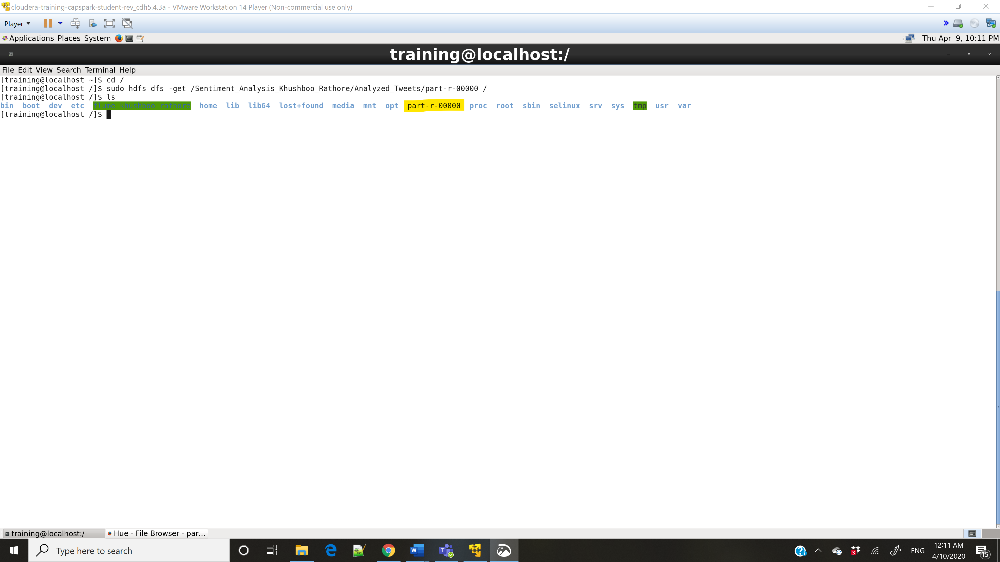 cloudera-training-capspark-student-rev_cdh5.4.3a - VMware Workstation 14 Player (Non-commercial use only)
Player
Applications Places System Thu Apr 9, 10:11 PM
training@localhost:/
File Edit View Search Terminal Help
[training@localhost ~]$ cd /
[training@localhost /]$ sudo hdfs dfs -get /Sentiment_Analysis_Khushboo_Rathore/Analyzed_Tweets/part-r-00000 /
[training@localhost /]$ ls
bin boot dev etc flume_khushboo_rathore home lib lib64 lost+found media mnt opt part-r-00000 proc root sbin selinux srv sys tmp usr var
[training@localhost /]$
training@localhost:/ Hue - File Browser - par...
Type here to search
W T 3 ENG 12:11 AM 15
4/10/2020